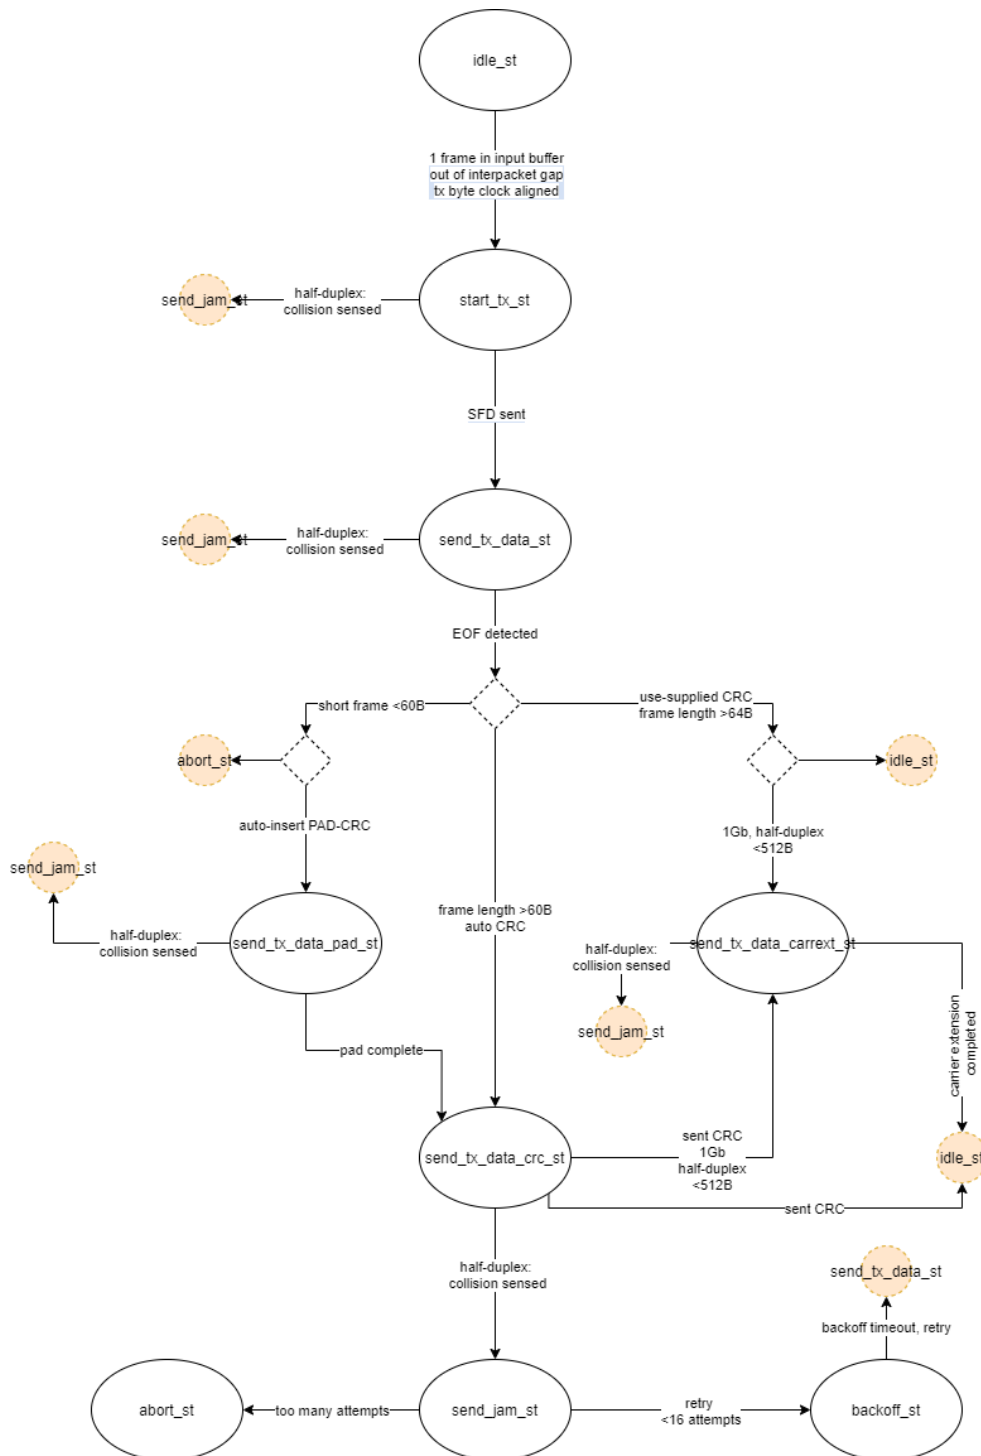 idle_st
1 frame in input buffer
out of interpacket gap
tx byte clock aligned
send_jam_st
half-duplex:
collision sensed
start_tx_st
SFD sent
send_jam_st
half-duplex:
collision sensed
send_tx_data_st
EOF detected
short frame <60B
use-supplied CRC
frame length >64B
abort_st
idle_st
auto-insert PAD-CRC
1Gb, half-duplex
<512B
send_jam_st
half-duplex:
collision sensed
send_tx_data_pad_st
frame length >60B
auto CRC
half-duplex:
collision sensed
send_tx_data_carrext_st
send_jam_st
pad complete
carrier extension
completed
send_tx_data_crc_st
sent CRC
1Gb
half-duplex
<512B
idle_st
sent CRC
half-duplex:
collision sensed
send_tx_data_st
backoff timeout, retry
abort_st
too many attempts
send_jam_st
retry
<16 attempts
backoff_st